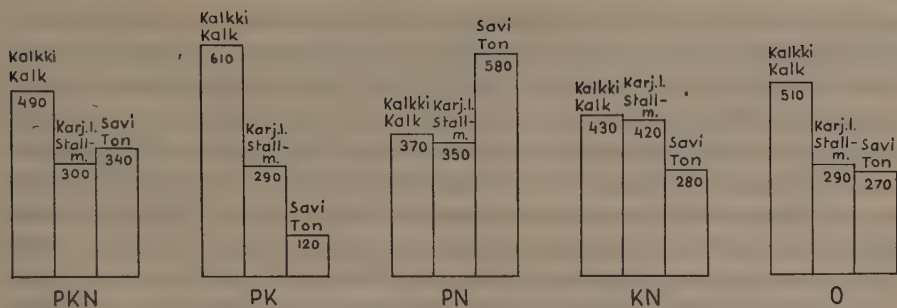 Kalkki
Kalk
490
Karj.l.
Stall-
m.
300
Savi
Ton
340
PKN
Kalkki
Kalk
610
Karj.l.
Stall-
m.
290
Savi
Ton
120
PK
Kalkki
Kalk
370
Karj.l.
Stall-
m.
350
Savi
Ton
580
PN
Kalkki
Kalk
430
Karj.l.
Stall-
m.
420
Savi
Ton
280
KN
Kalkki
Kalk
510
Karj.l.
Stall-
m.
290
Savi
Ton
270
O